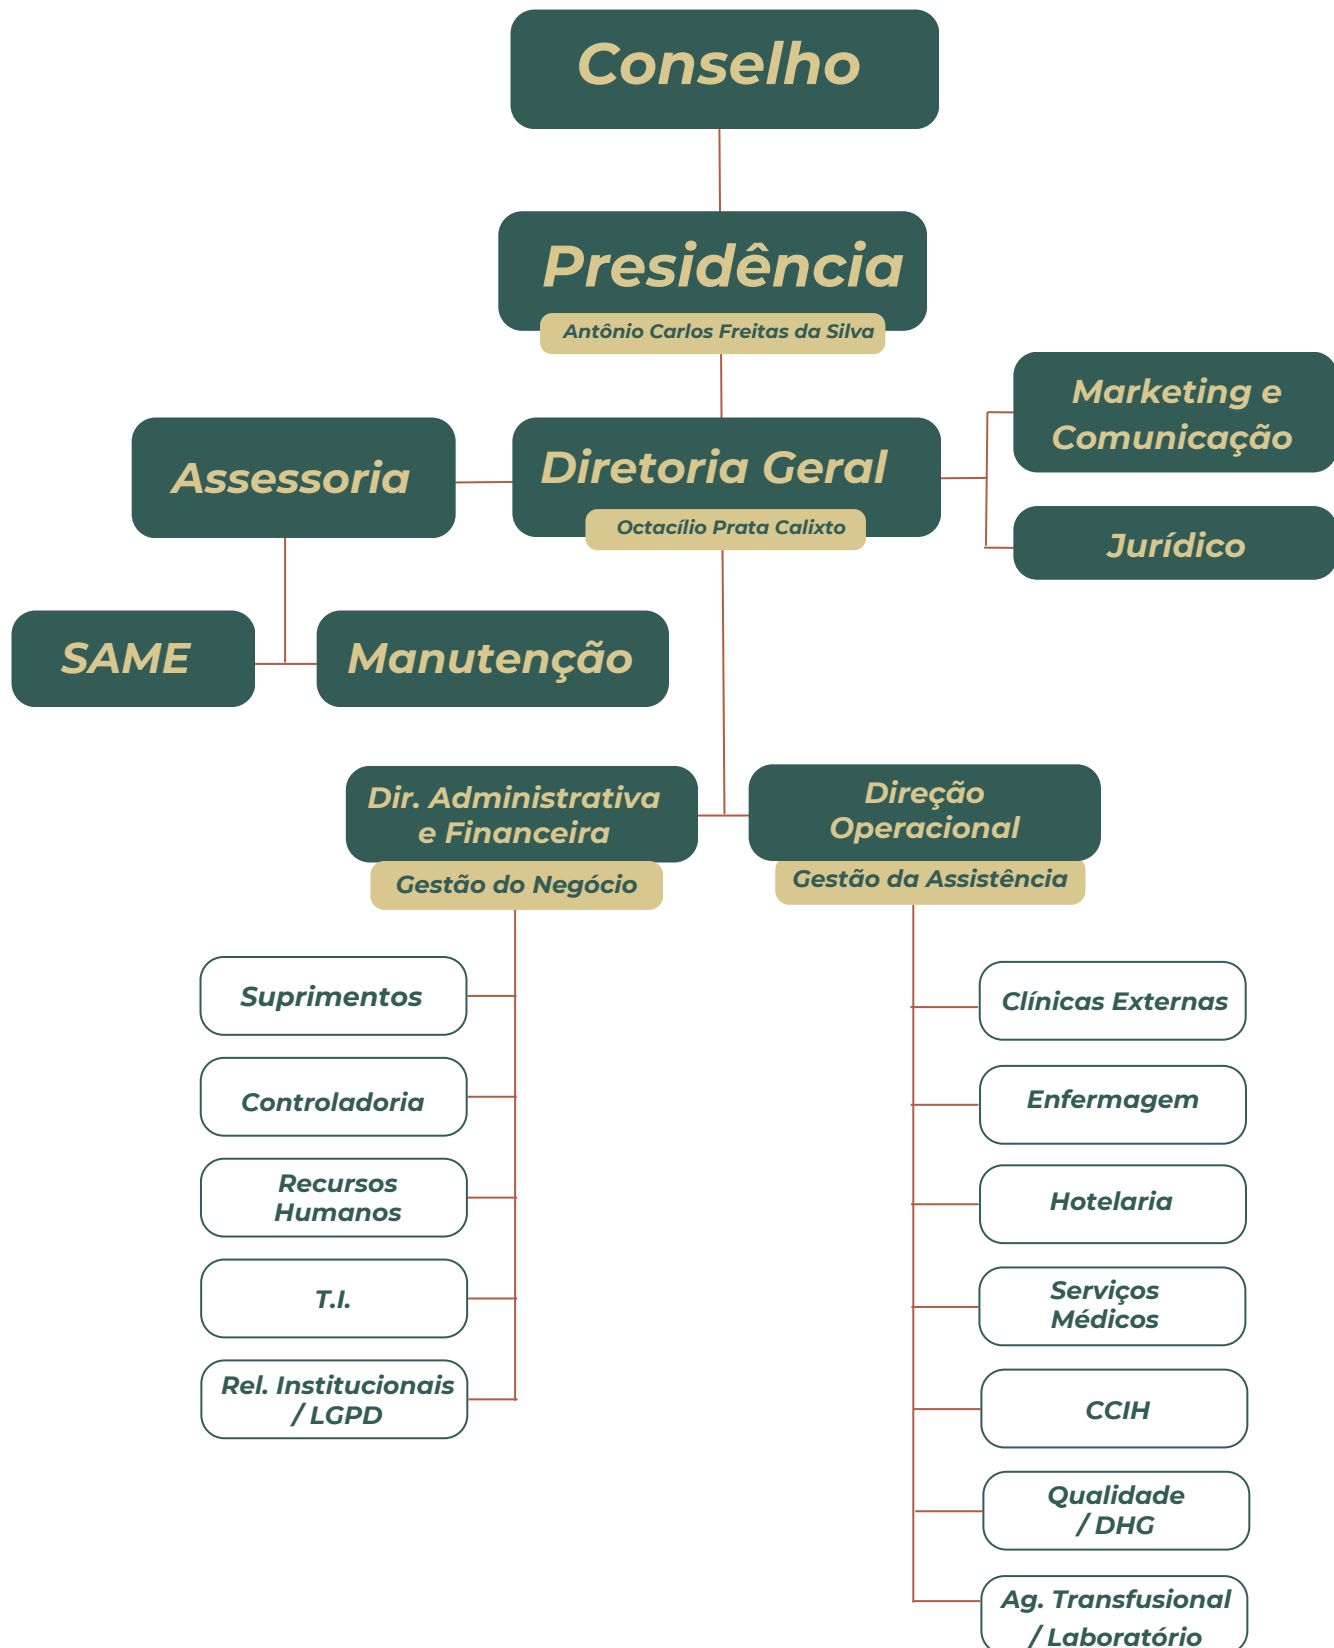 Conselho
Presidência
Antônio Carlos Freitas da Silva
Marketing e
Comunicação
Assessoria
Diretoria Geral
Octacílio Prata Calixto
Jurídico
SAME
Manutenção
Dir. Administrativa
e Financeira
Gestão do Negócio
Direção
Operacional
Gestão da Assistência
Suprimentos
Controladoria
Recursos
Humanos
T.I.
Rel. Institucionais
/ LGPD
Clínicas Externas
Enfermagem
Hotelaria
Serviços
Médicos
CCIH
Qualidade
/ DHG
Ag. Transfusional
/ Laboratório